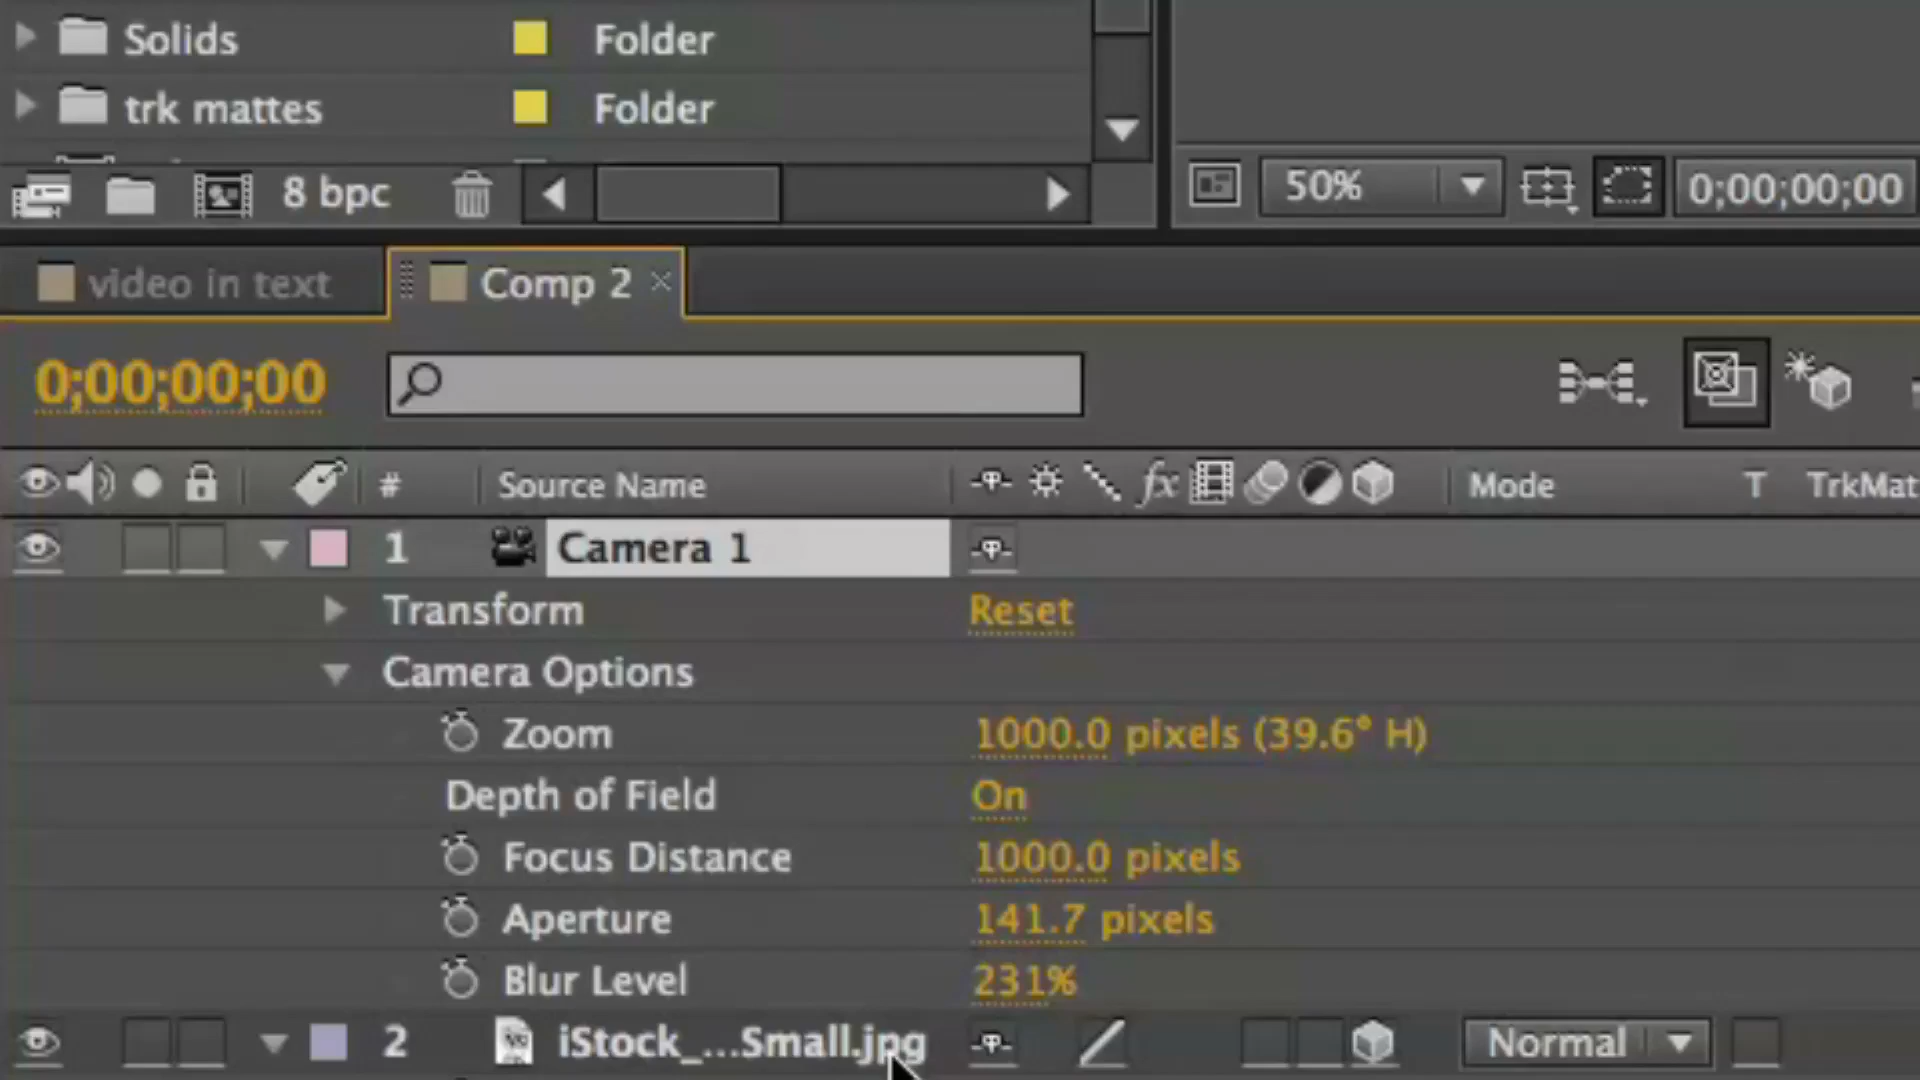 Solids Folder
trk mattes Folder
8 bpc 50% 0;00;00;00
video in text Comp 2
0;00;00;00
# Source Name fx Mode T TrkMat
1 Camera 1
Transform Reset
Camera Options
Zoom 1000.0 pixels (39.6° H)
Depth of Field On
Focus Distance 1000.0 pixels
Aperture 141.7 pixels
Blur Level 231%
2 iStock_...Small.jpg Normal